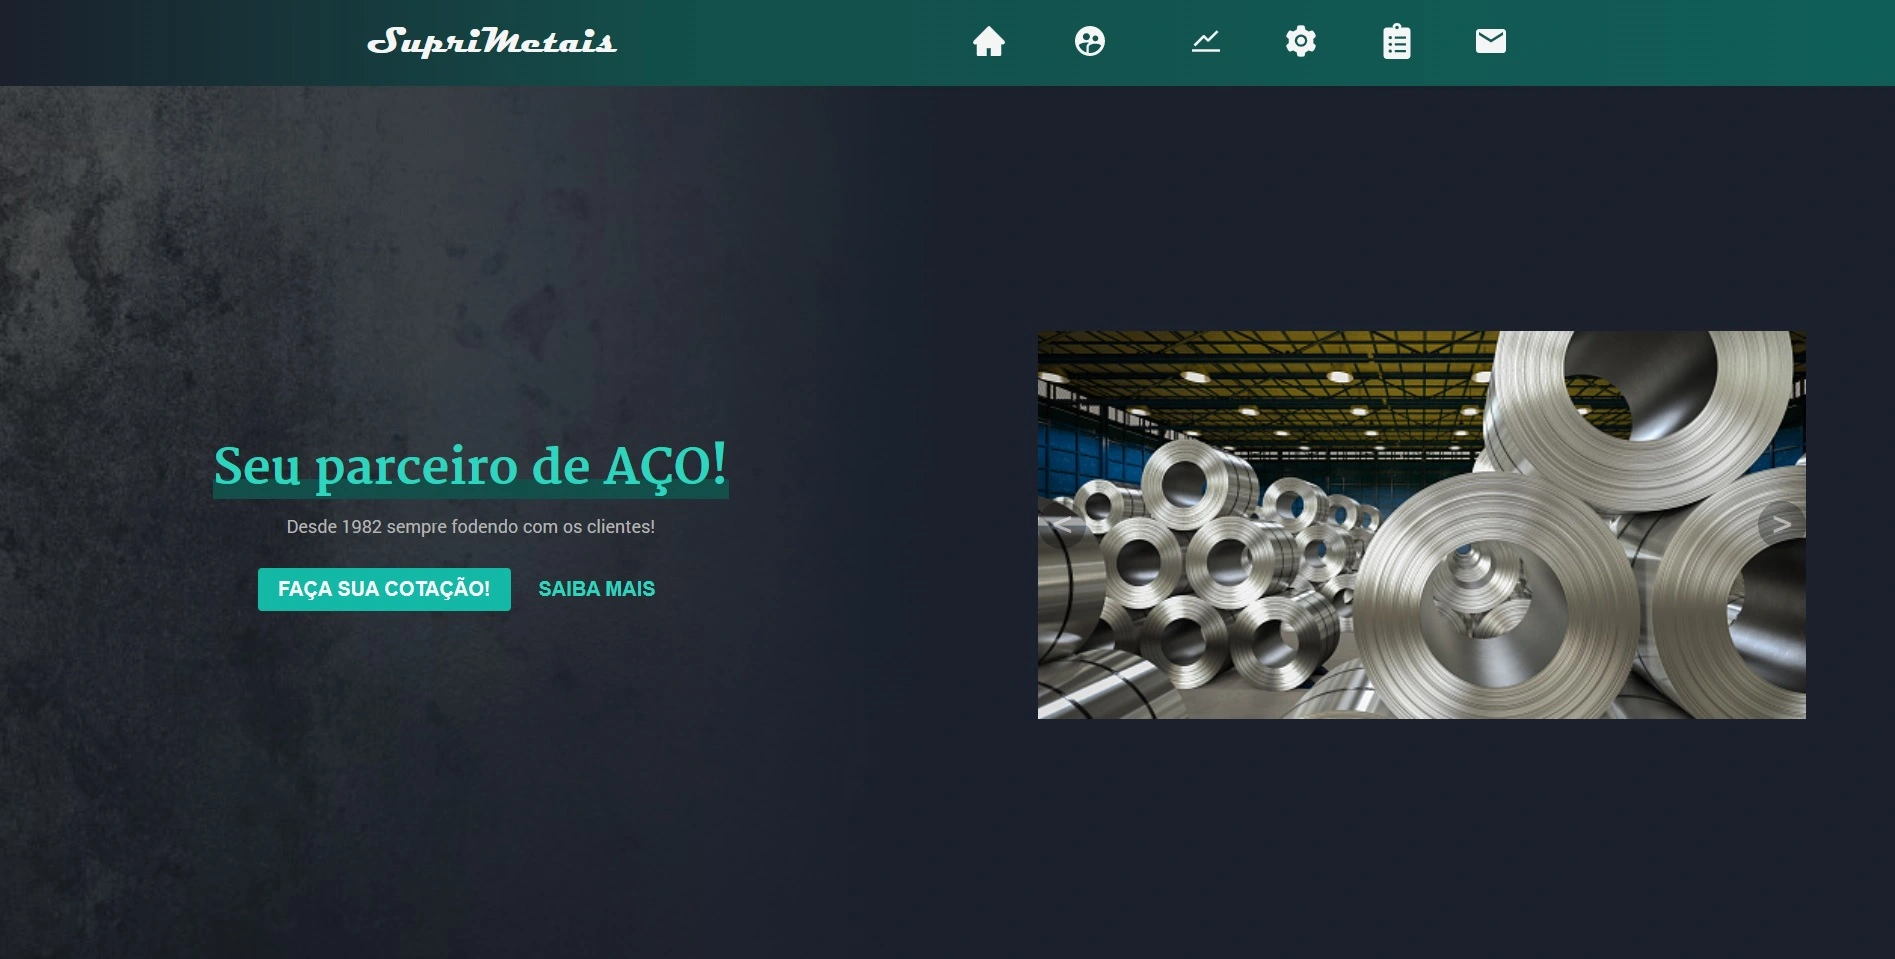 SupriMetais
Seu parceiro de AÇO!
Desde 1982 sempre fodendo com os clientes!
FAÇA SUA COTAÇÃO!
SAIBA MAIS
<
>